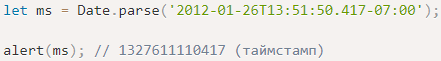 let ms = Date.parse('2012-01-26T13:51:50.417-07:00');
alert(ms); // 1327611110417 (таймстамп)